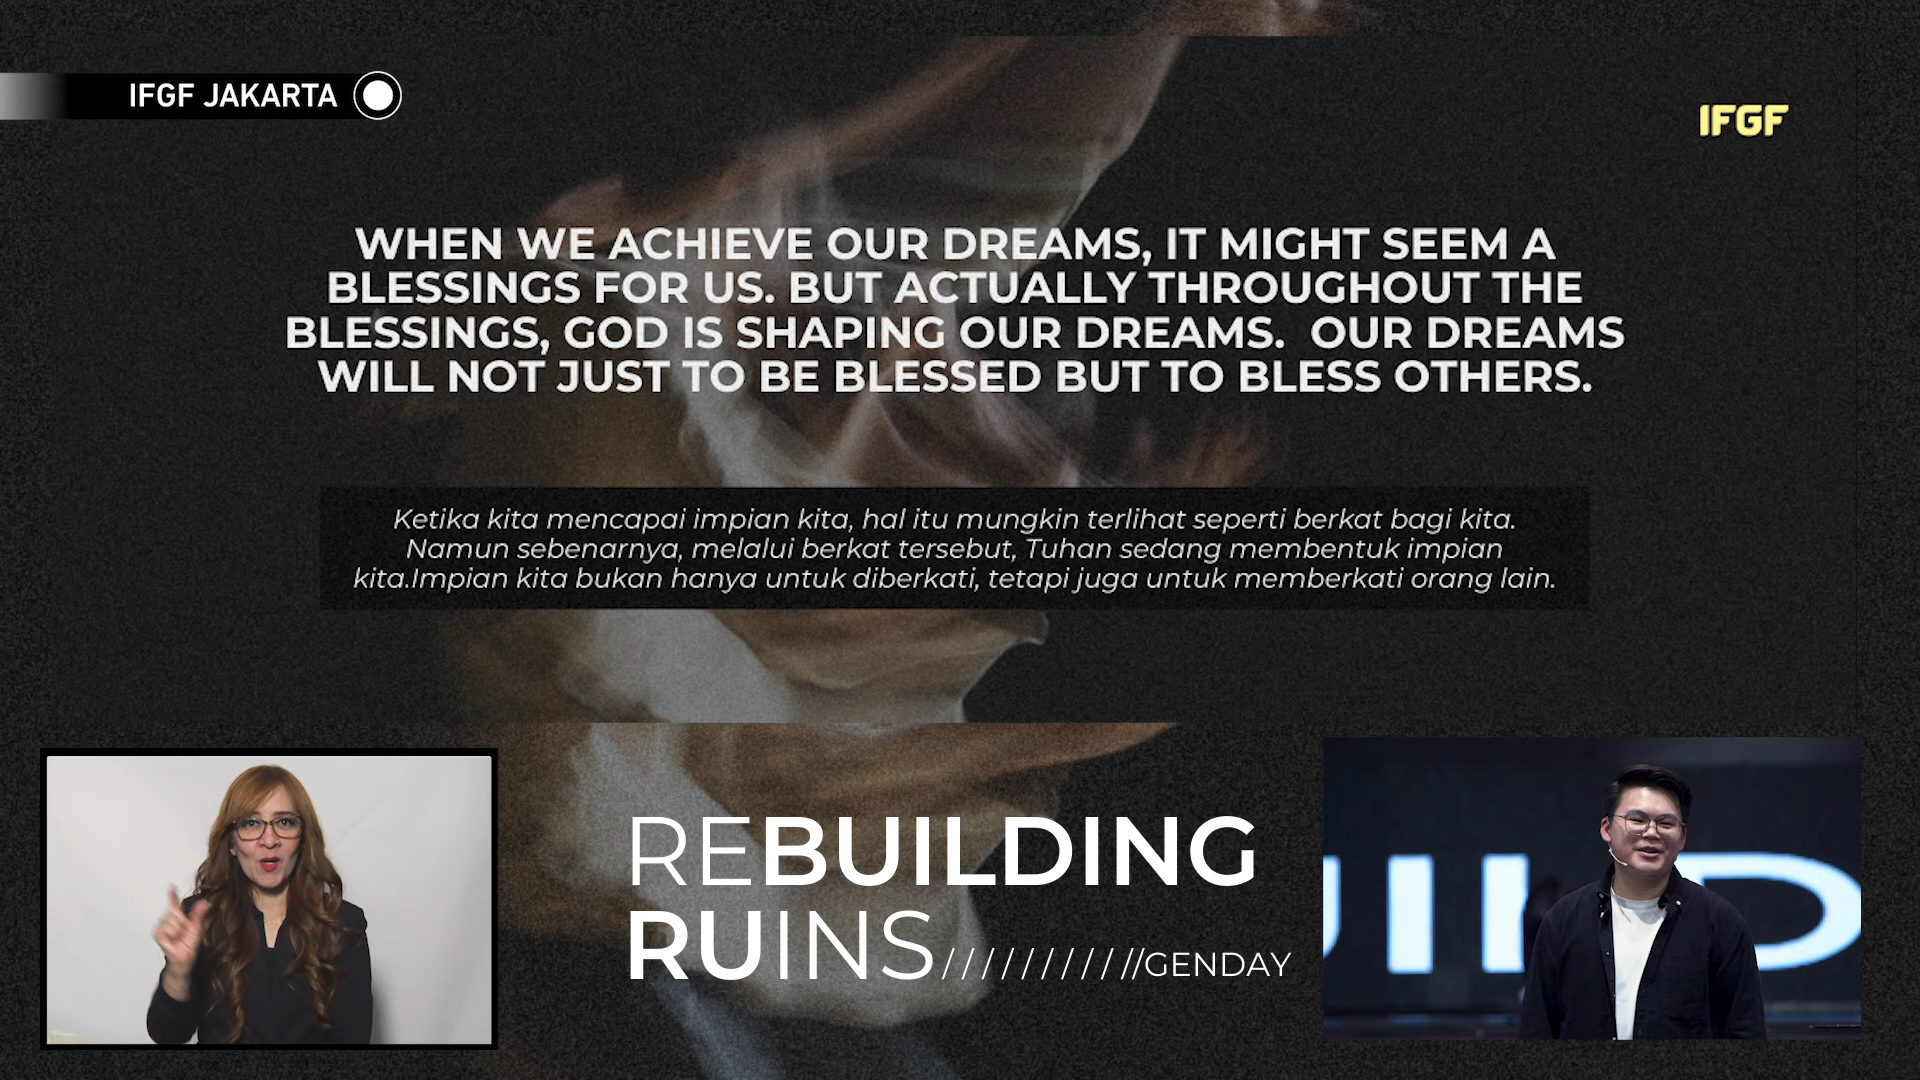 IFGF JAKARTA
IFGF
WHEN WE ACHIEVE OUR DREAMS, IT MIGHT SEEM A
BLESSINGS FOR US. BUT ACTUALLY THROUGHOUT THE
BLESSINGS, GOD IS SHAPING OUR DREAMS.  OUR DREAMS
WILL NOT JUST TO BE BLESSED BUT TO BLESS OTHERS.
Ketika kita mencapai impian kita, hal itu mungkin terlihat seperti berkat bagi kita.
Namun sebenarnya, melalui berkat tersebut, Tuhan sedang membentuk impian
kita.Impian kita bukan hanya untuk diberkati, tetapi juga untuk memberkati orang lain.
REBUILDING
RUINS////////////GENDAY